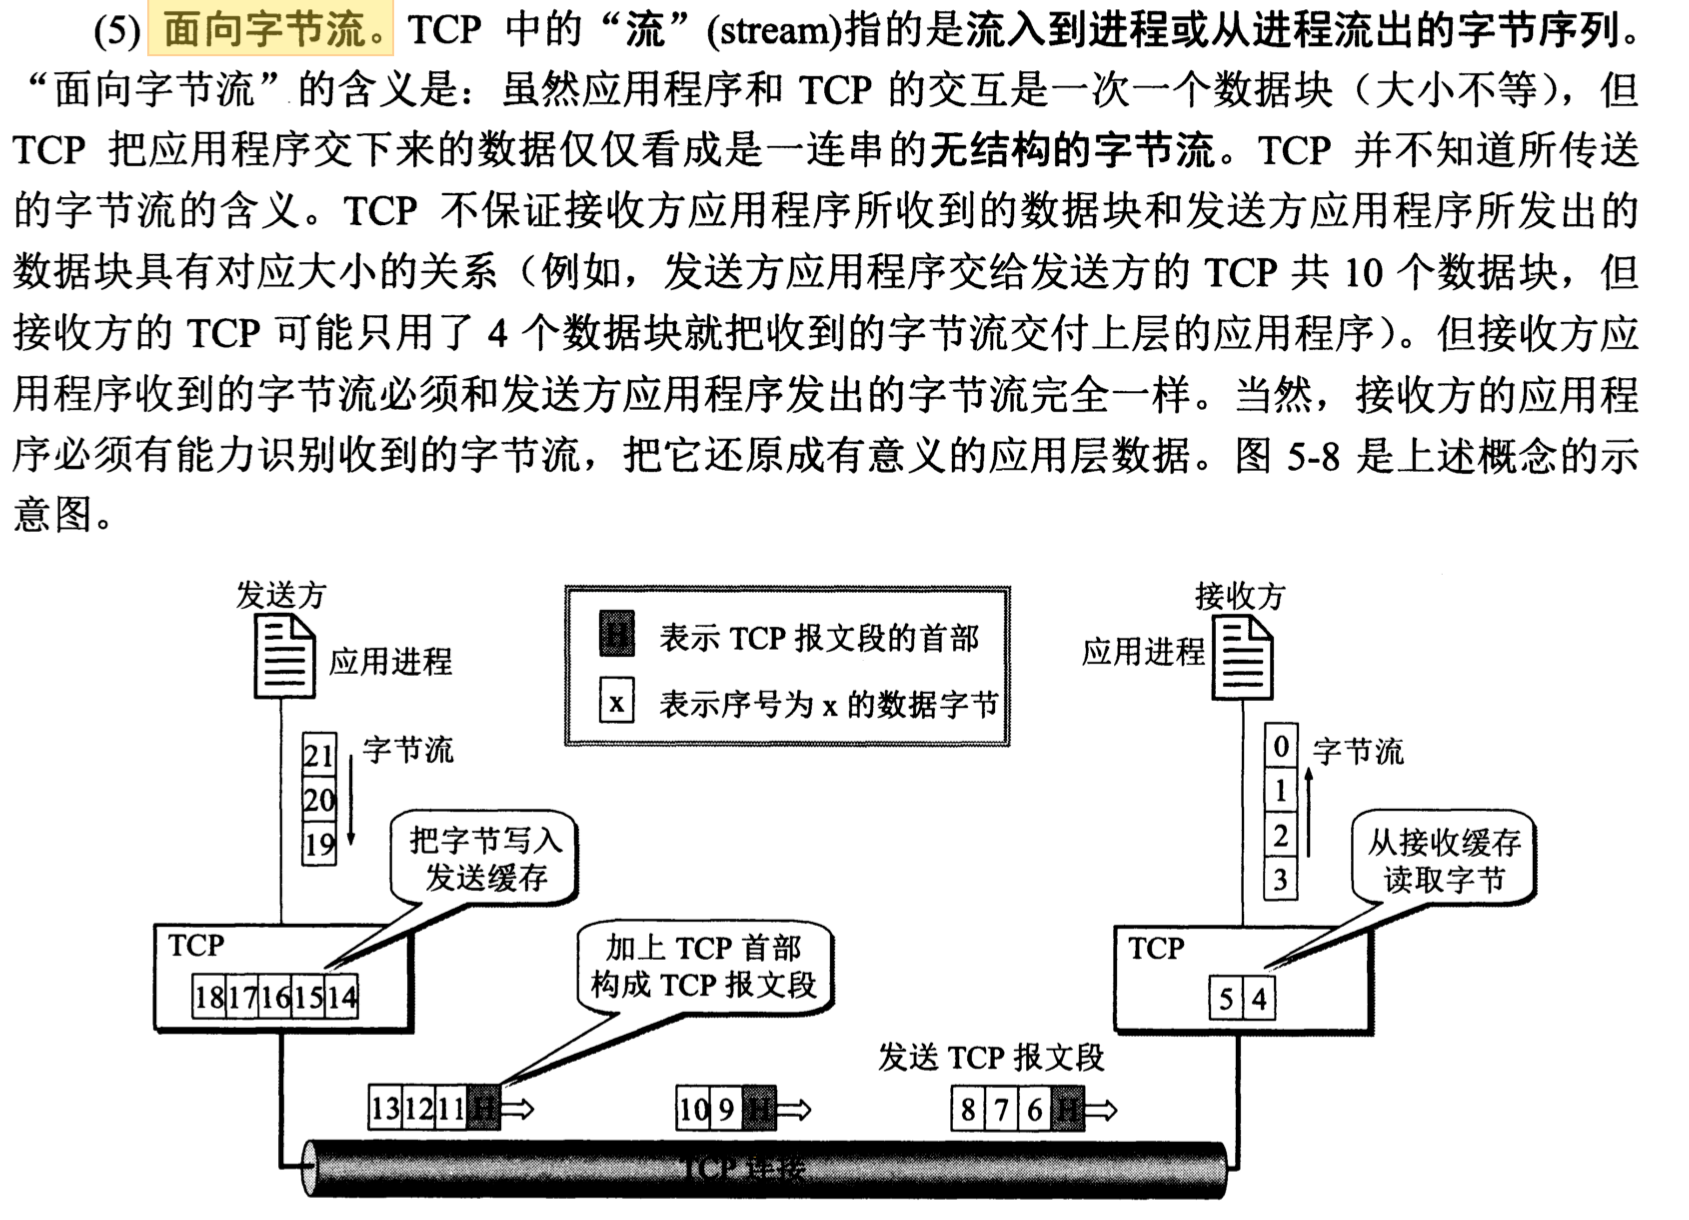 (5) 面向字节流。TCP 中的“流”(stream)指的是流入到进程或从进程流出的字节序列。
“面向字节流”的含义是：虽然应用程序和 TCP 的交互是一次一个数据块（大小不等），但
TCP 把应用程序交下来的数据仅仅看成是一连串的无结构的字节流。TCP 并不知道所传送
的字节流的含义。TCP 不保证接收方应用程序所收到的数据块和发送方应用程序所发出的
数据块具有对应大小的关系（例如，发送方应用程序交给发送方的 TCP 共 10 个数据块，但
接收方的 TCP 可能只用了 4 个数据块就把收到的字节流交付上层的应用程序）。但接收方应
用程序收到的字节流必须和发送方应用程序发出的字节流完全一样。当然，接收方的应用程
序必须有能力识别收到的字节流，把它还原成有意义的应用层数据。图 5-8 是上述概念的示
意图。
发送方
应用进程
H 表示 TCP 报文段的首部
x 表示序号为 x 的数据字节
接收方
应用进程
21
20
19
字节流
0
1
2
3
字节流
把字节写入
发送缓存
从接收缓存
读取字节
TCP
18 17 16 15 14
加上 TCP 首部
构成 TCP 报文段
TCP
5 4
发送 TCP 报文段
13 12 11 H
10 9 H
8 7 6 H
TCP 连接